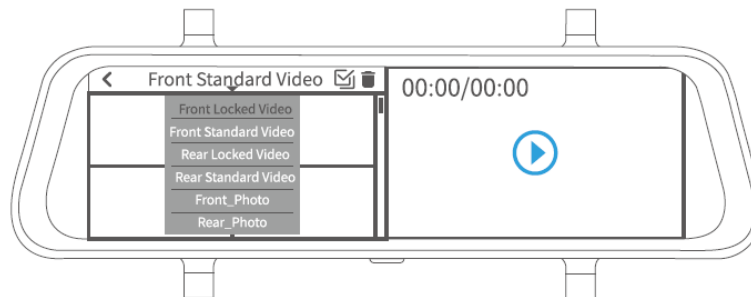 Front Standard Video
00:00/00:00
Front Locked Video
Front Standard Video
Rear Locked Video
Rear Standard Video
Front_Photo
Rear_Photo